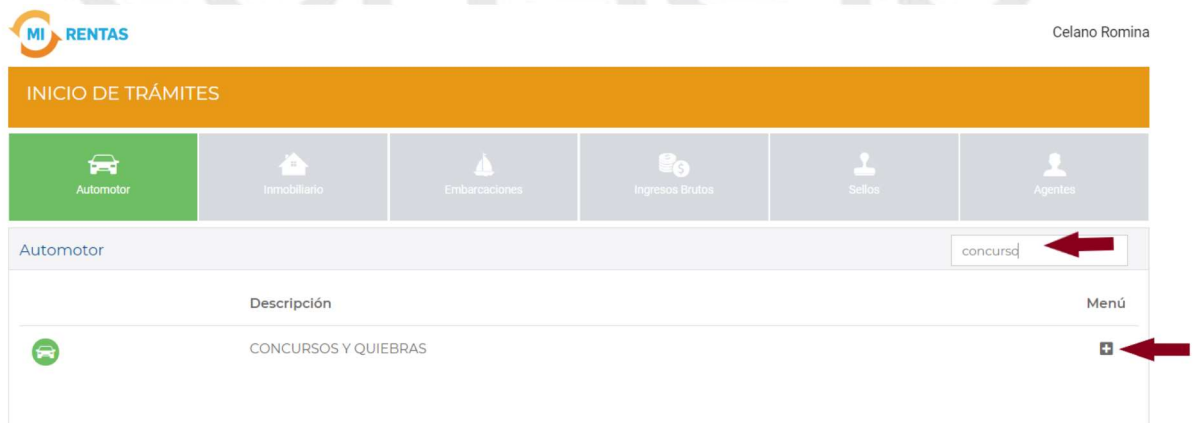 MI RENTAS
Celano Romina
INICIO DE TRÁMITES
Automotor
Inmobiliario
Embarcaciones
Ingresos Brutos
Sellos
Agentes
Automotor
concurso
Descripción
Menú
CONCURSOS Y QUIEBRAS